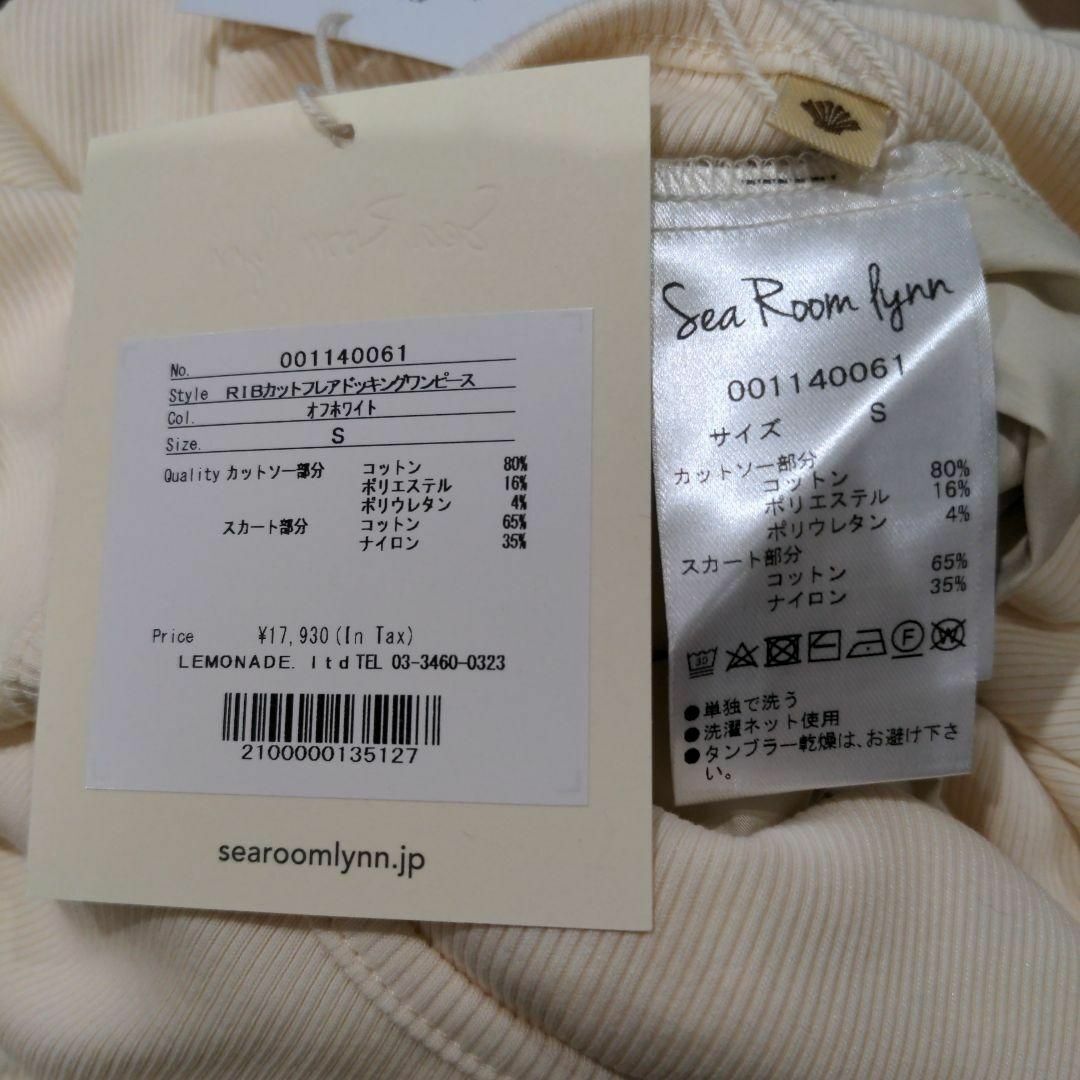 Sea Room lynn
No. 001140061
Style RIBカットフレアドッキングワンピース
Col. オフホワイト
Size. S
Quality カットソー部分 コットン 80%
ポリエステル 16%
ポリウレタン 4%
スカート部分 コットン 65%
ナイロン 35%
Price ¥17,930(In Tax)
LEMONADE. ltd TEL 03-3460-0323
2100000135127
searoomlynn.jp
Sea Room lynn
001140061
サイズ S
カットソー部分
コットン 80%
ポリエステル 16%
ポリウレタン 4%
スカート部分
コットン 65%
ナイロン 35%
30 F W
●単独で洗う
●洗濯ネット使用
●タンブラー乾燥は、お避け下さ
い。